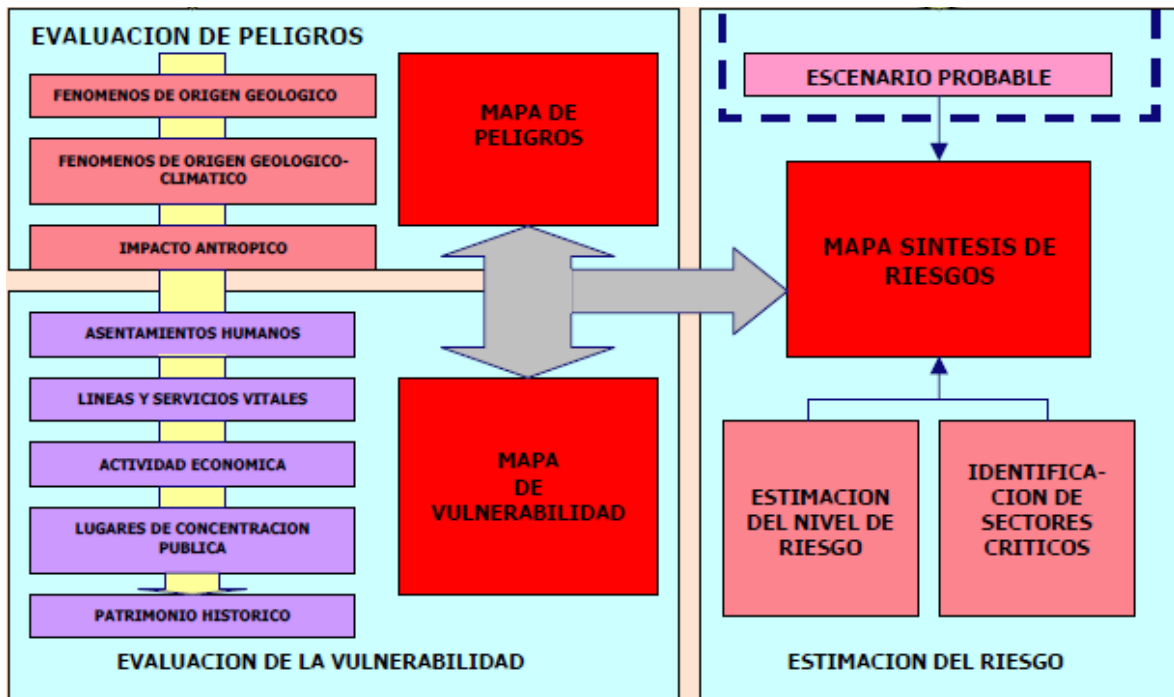 EVALUACION DE PELIGROS
FENOMENOS DE ORIGEN GEOLOGICO
FENOMENOS DE ORIGEN GEOLOGICO-
CLIMATICO
IMPACTO ANTROPICO
MAPA DE
PELIGROS
ASENTAMIENTOS HUMANOS
LINEAS Y SERVICIOS VITALES
ACTIVIDAD ECONOMICA
LUGARES DE CONCENTRACION
PUBLICA
PATRIMONIO HISTORICO
MAPA
DE
VULNERABILIDAD
EVALUACION DE LA VULNERABILIDAD
ESCENARIO PROBABLE
MAPA SINTESIS DE
RIESGOS
ESTIMACION
DEL NIVEL DE
RIESGO
IDENTIFICA-
CION DE
SECTORES
CRITICOS
ESTIMACION DEL RIESGO